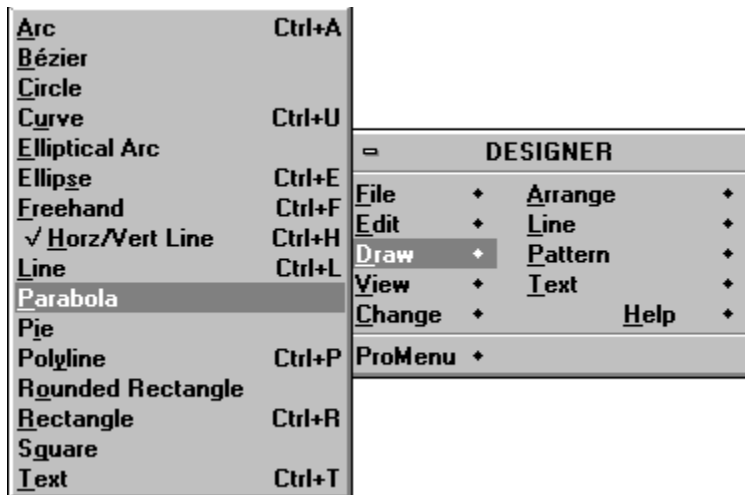 Arc Ctrl+A
Bézier
Circle
Curve Ctrl+U
Elliptical Arc
Ellipse Ctrl+E
Freehand Ctrl+F
√ Horz/Vert Line Ctrl+H
Line Ctrl+L
Parabola
Pie
Polyline Ctrl+P
Rounded Rectangle
Rectangle Ctrl+R
Square
Text Ctrl+T
DESIGNER
File Arrange
Edit Line
Draw Pattern
View Text
Change Help
ProMenu